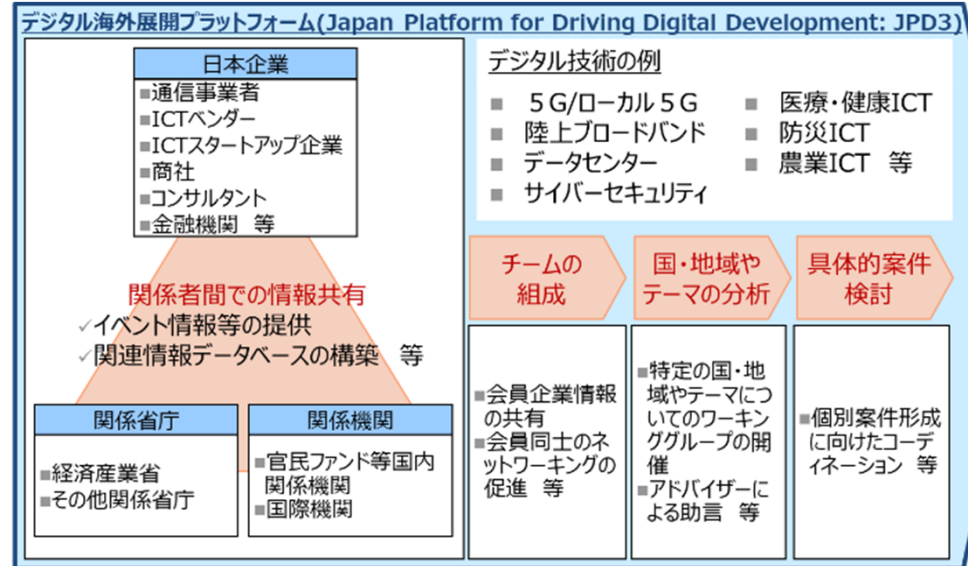 デジタル海外展開プラットフォーム(Japan Platform for Driving Digital Development: JPD3)
日本企業
■通信事業者
■ICTベンダー
■ICTスタートアップ企業
■商社
■コンサルタント
■金融機関　等
関係者間での情報共有
✓イベント情報等の提供
✓関連情報データベースの構築　等
関係省庁
■経済産業省
■その他関係省庁
関係機関
■官民ファンド等国内
関係機関
■国際機関
デジタル技術の例
■ ５G/ローカル５G
■ 陸上ブロードバンド
■ データセンター
■ サイバーセキュリティ
■ 医療・健康ICT
■ 防災ICT
■ 農業ICT　等
チームの
組成
■会員企業情報
の共有
■会員同士のネ
ットワーキングの
促進　等
国・地域や
テーマの分析
■特定の国・地
域やテーマにつ
いてのワーキン
ググループの開
催
■アドバイザーに
よる助言　等
具体的案件
検討
■個別案件形成
に向けたコーデ
ィネーション　等